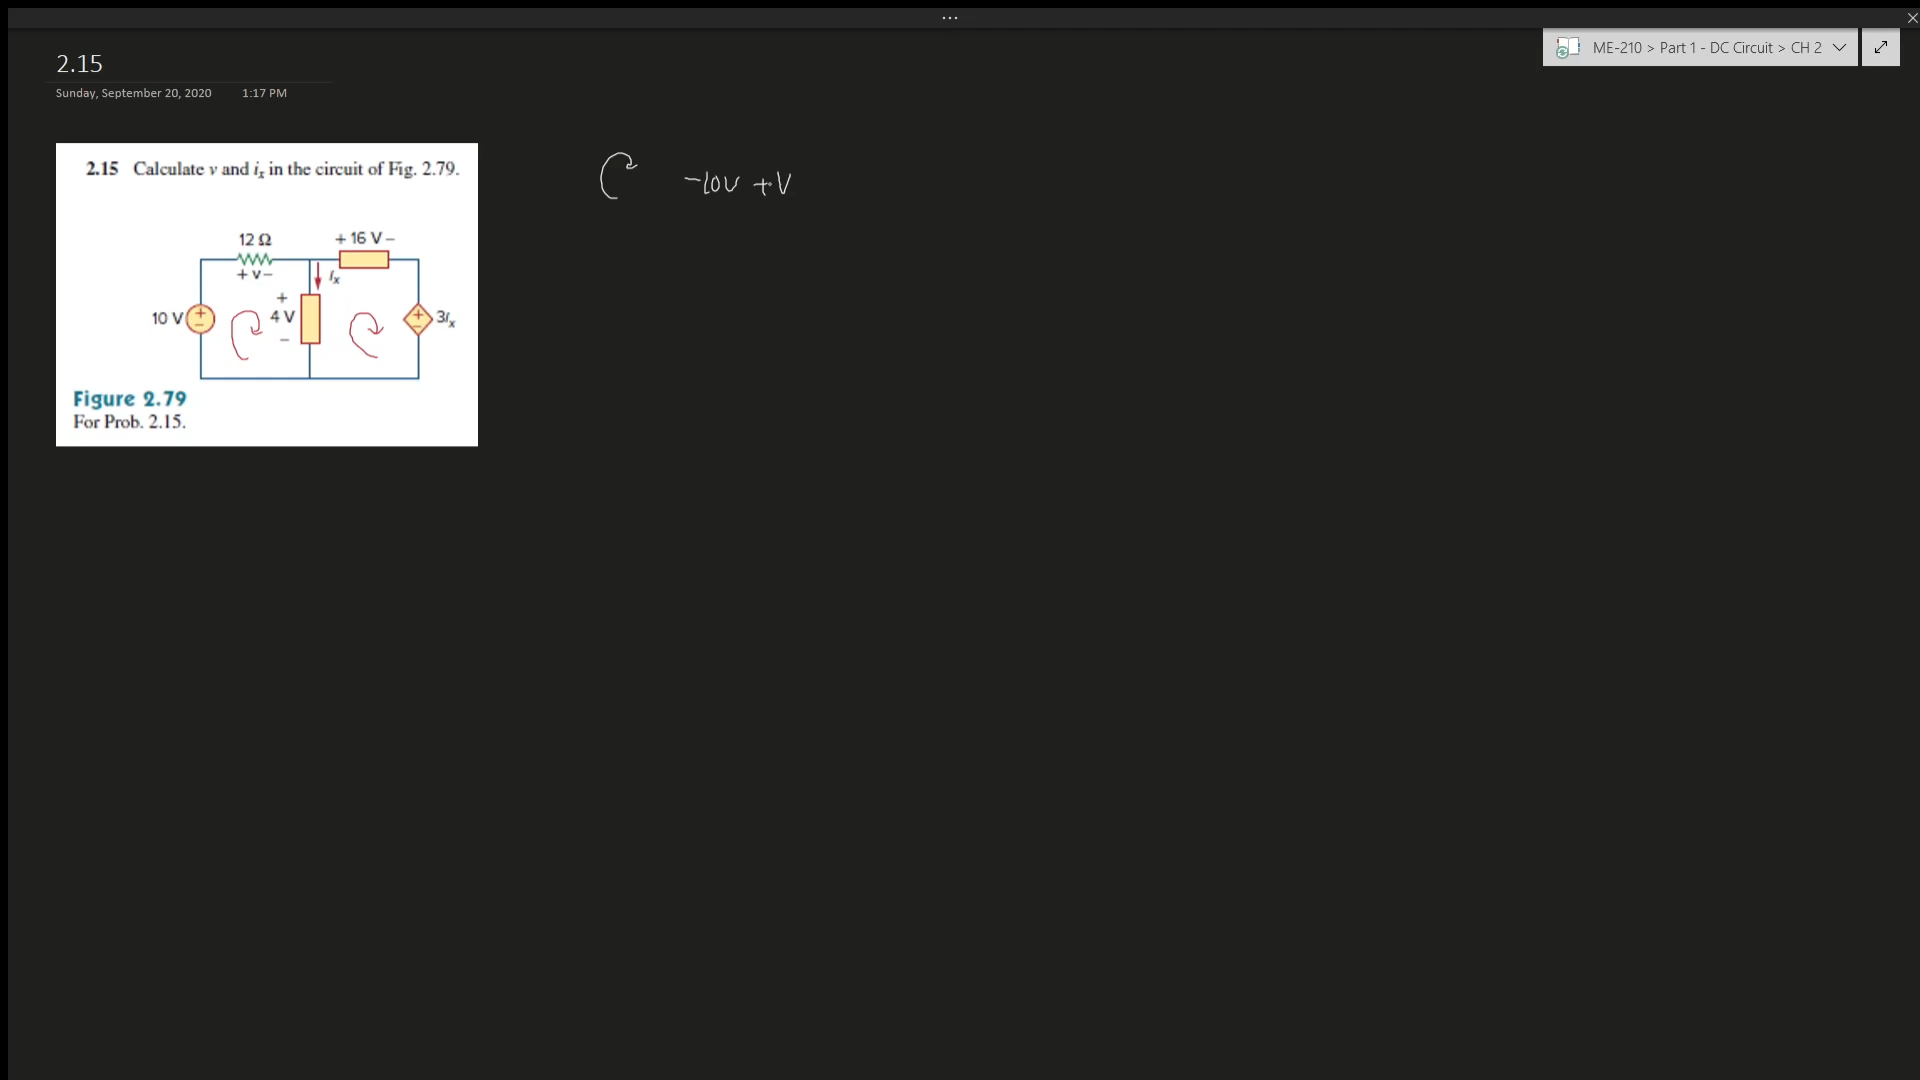 ...
ME-210 > Part 1 - DC Circuit > CH 2
2.15
Sunday, September 20, 2020 1:17 PM
2.15 Calculate v and iₓ in the circuit of Fig. 2.79.
-10V +V
12 Ω
+ 16 V –
+ v –
Iₓ
+
10 V
+
–
4 V
–
+
–
3Iₓ
Figure 2.79
For Prob. 2.15.